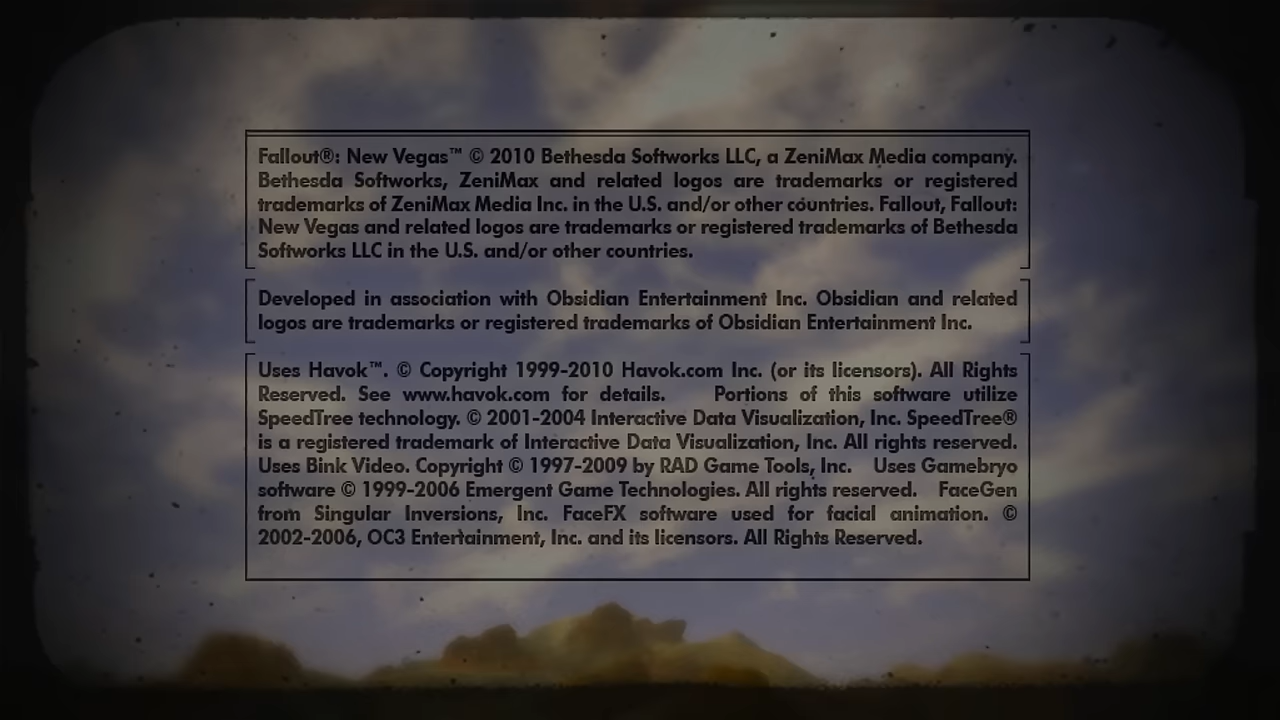 Fallout®: New Vegas™ © 2010 Bethesda Softworks LLC, a ZeniMax Media company.
Bethesda Softworks, ZeniMax and related logos are trademarks or registered
trademarks of ZeniMax Media Inc. in the U.S. and/or other countries. Fallout, Fallout:
New Vegas and related logos are trademarks or registered trademarks of Bethesda
Softworks LLC in the U.S. and/or other countries.
Developed in association with Obsidian Entertainment Inc. Obsidian and related
logos are trademarks or registered trademarks of Obsidian Entertainment Inc.
Uses Havok™. © Copyright 1999-2010 Havok.com Inc. (or its licensors). All Rights
Reserved. See www.havok.com for details. Portions of this software utilize
SpeedTree technology. © 2001-2004 Interactive Data Visualization, Inc. SpeedTree®
is a registered trademark of Interactive Data Visualization, Inc. All rights reserved.
Uses Bink Video. Copyright © 1997-2009 by RAD Game Tools, Inc. Uses Gamebryo
software © 1999-2006 Emergent Game Technologies. All rights reserved. FaceGen
from Singular Inversions, Inc. FaceFX software used for facial animation. ©
2002-2006, OC3 Entertainment, Inc. and its licensors. All Rights Reserved.